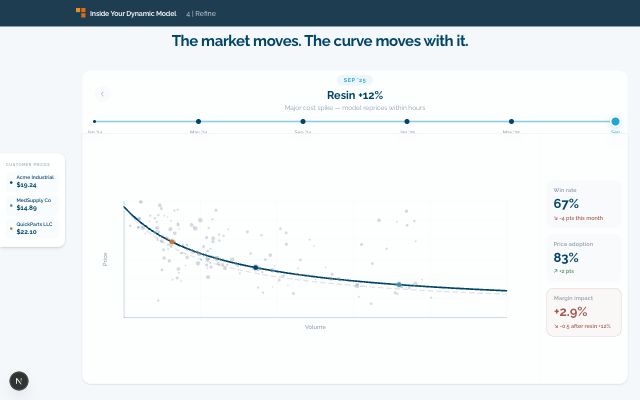 Inside Your Dynamic Model 4 | Refine
The market moves. The curve moves with it.
SEP '25
Resin +12%
Major cost spike — model reprices within hours
CUSTOMER PRICES
Acme Industrial
$19.24
MedSupply Co
$14.89
QuickParts LLC
$22.10
Price
Volume
Win rate
67%
↘ -4 pts this month
Price adoption
83%
↗ +2 pts
Margin impact
+2.9%
↘ -0.5 after resin +12%
N